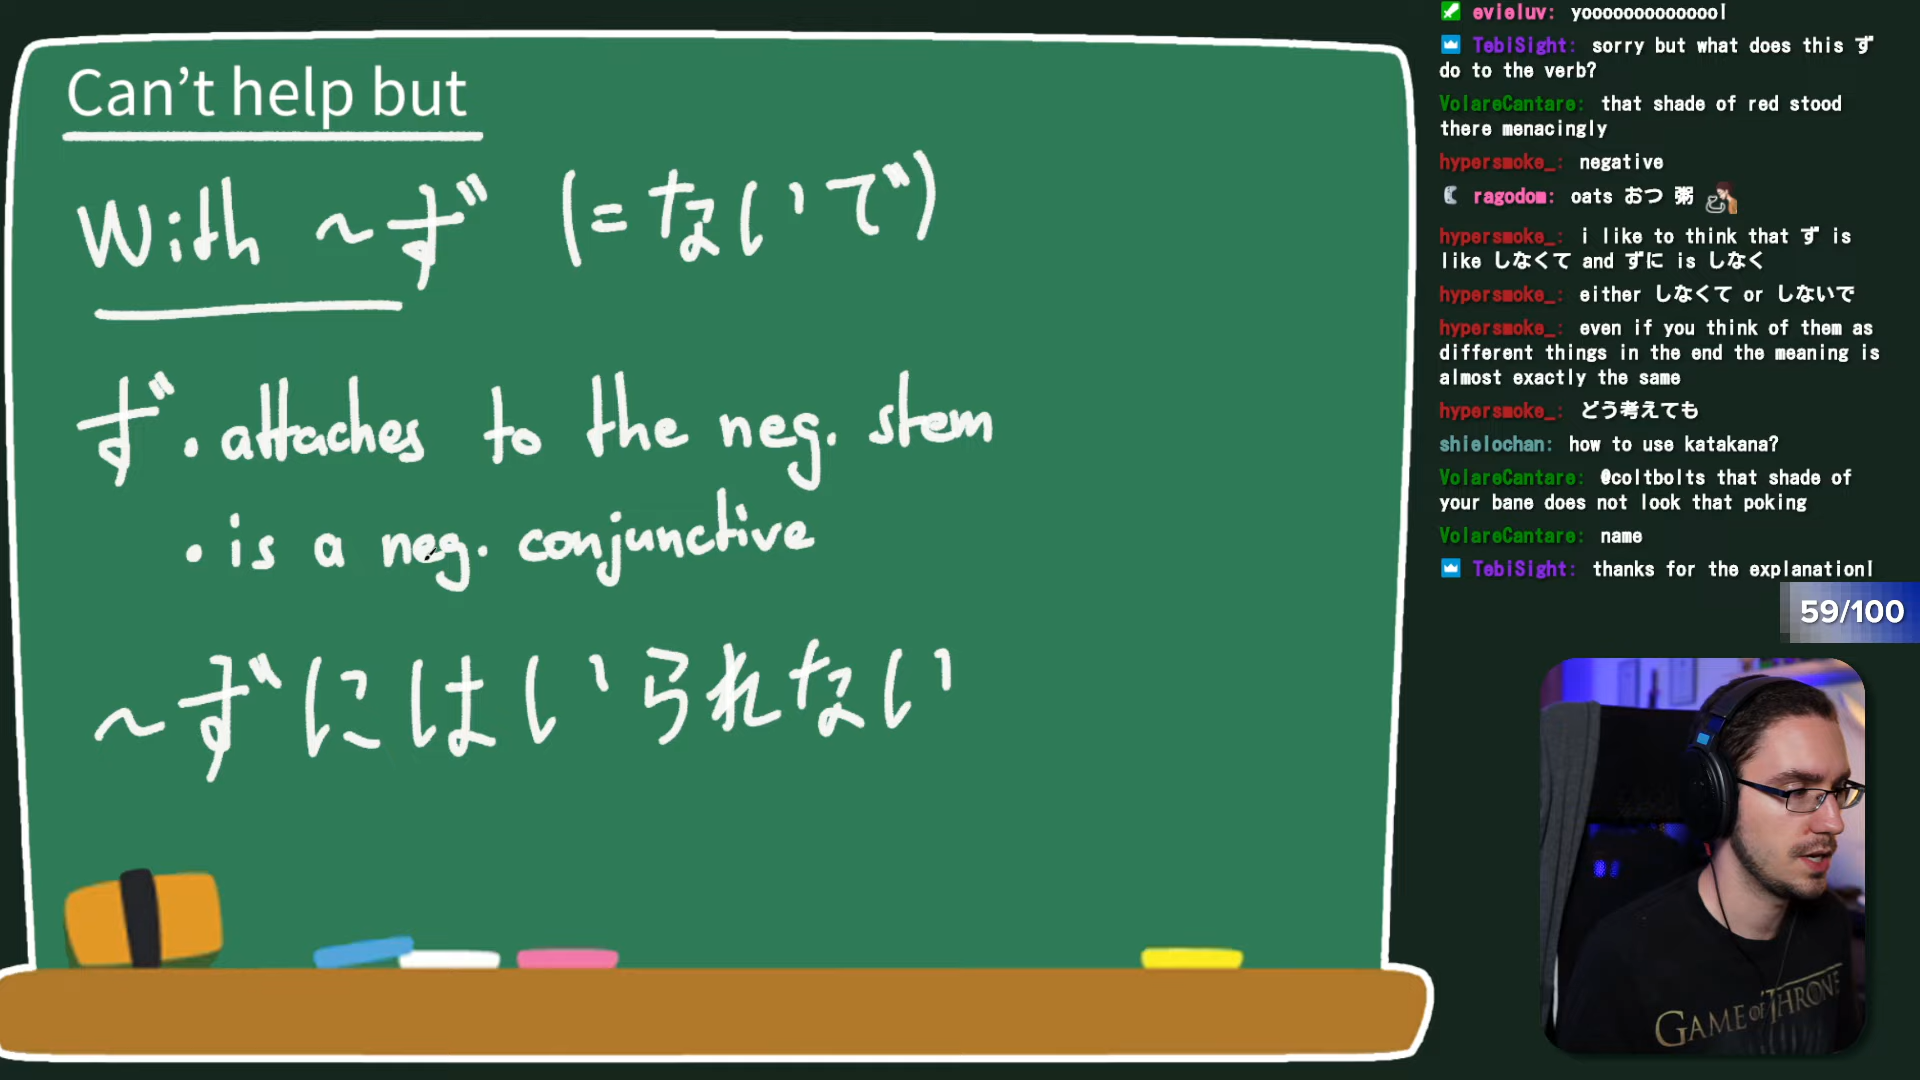 Can't help but
With ～ず (=ないで)
ず・attaches to the neg. stem
・is a neg. conjunctive
～ずにはいられない
evieluv: yooooooooooooo!
TebiSight: sorry but what does this ず
do to the verb?
VolareCantare: that shade of red stood
there menacingly
hypersmoke_: negative
ragodom: oats おつ 粥
hypersmoke_: i like to think that ず is
like しなくて and ずに is しなく
hypersmoke_: either しなくて or しないで
hypersmoke_: even if you think of them as
different things in the end the meaning is
almost exactly the same
hypersmoke_: どう考えても
shielochan: how to use katakana?
VolareCantare: @coltbolts that shade of
your bane does not look that poking
VolareCantare: name
TebiSight: thanks for the explanation!
59/100
GAME OF THRONE